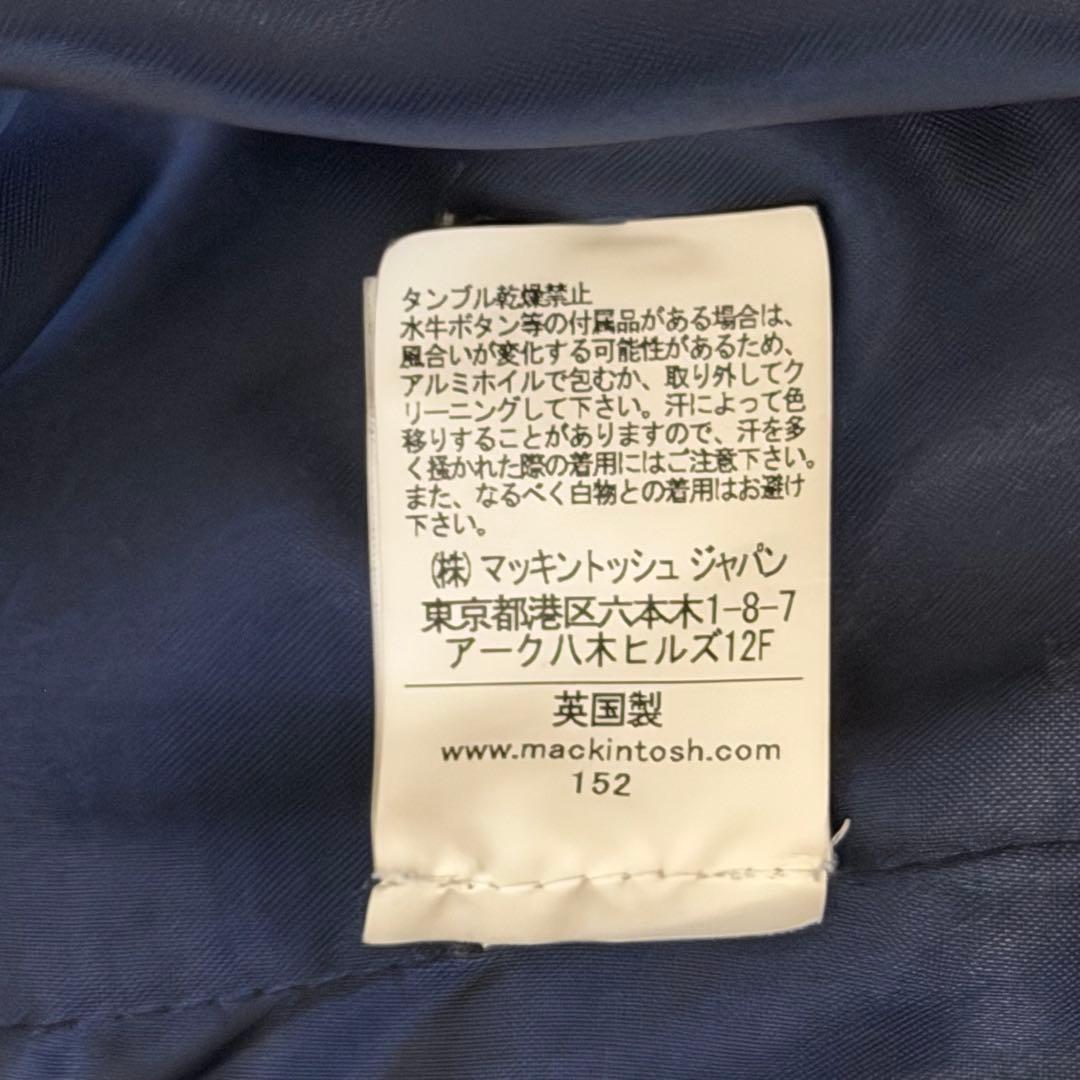 タンブル乾燥禁止
水牛ボタン等の付属品がある場合は、
風合いが変化する可能性があるため、
アルミホイルで包むか、取り外してク
リーニングして下さい。汗によって色
移りすることがありますので、汗を多
く掻かれた際の着用にはご注意下さい。
また、なるべく白物との着用はお避け
下さい。
㈱マッキントッシュ ジャパン
東京都港区六本木1-8-7
アーク八木ヒルズ12F
英国製
www.mackintosh.com
152